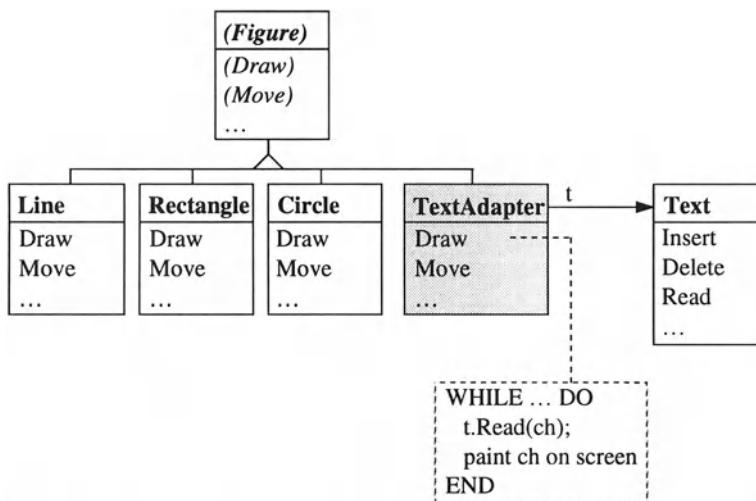 (Figure)
(Draw)
(Move)
...
Line
Draw
Move
...
Rectangle
Draw
Move
...
Circle
Draw
Move
...
TextAdapter
Draw
Move
...
t
Text
Insert
Delete
Read
...
WHILE ... DO
t.Read(ch);
paint ch on screen
END